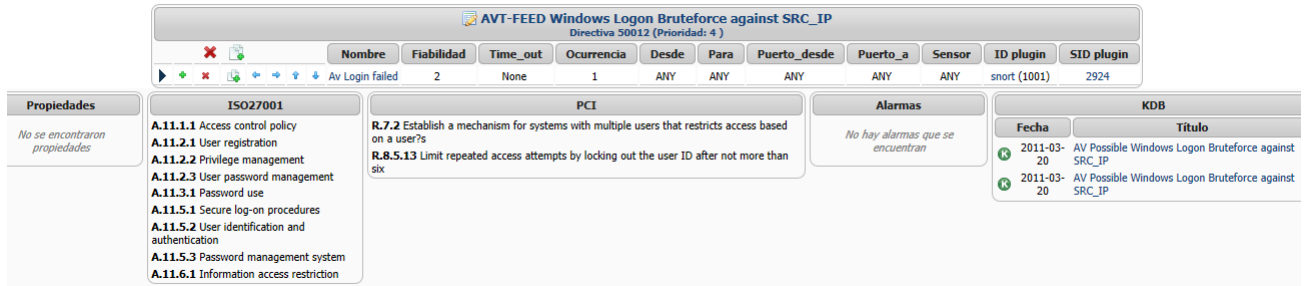 AVT-FEED Windows Logon Bruteforce against SRC_IP
Directiva 50012 (Prioridad: 4 )
Nombre Fiabilidad Time_out Ocurrencia Desde Para Puerto_desde Puerto_a Sensor ID plugin SID plugin
Av Login failed 2 None 1 ANY ANY ANY ANY ANY snort (1001) 2924
Propiedades
No se encontraron
propiedades
ISO27001
A.11.1.1 Access control policy
A.11.2.1 User registration
A.11.2.2 Privilege management
A.11.2.3 User password management
A.11.3.1 Password use
A.11.5.1 Secure log-on procedures
A.11.5.2 User identification and
authentication
A.11.5.3 Password management system
A.11.6.1 Information access restriction
PCI
R.7.2 Establish a mechanism for systems with multiple users that restricts access based
on a user?s
R.8.5.13 Limit repeated access attempts by locking out the user ID after not more than
six
Alarmas
No hay alarmas que se
encuentran
KDB
Fecha Título
K 2011-03-20 AV Possible Windows Logon Bruteforce against
SRC_IP
K 2011-03-20 AV Possible Windows Logon Bruteforce against
SRC_IP